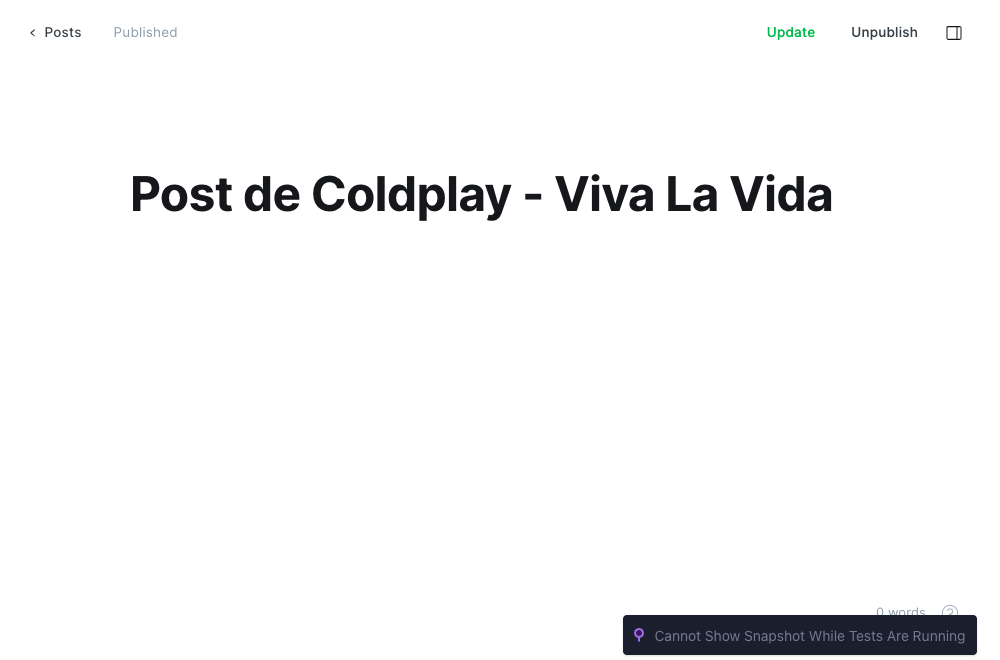 Posts Published Update Unpublish
Post de Coldplay - Viva La Vida
0 words
Cannot Show Snapshot While Tests Are Running